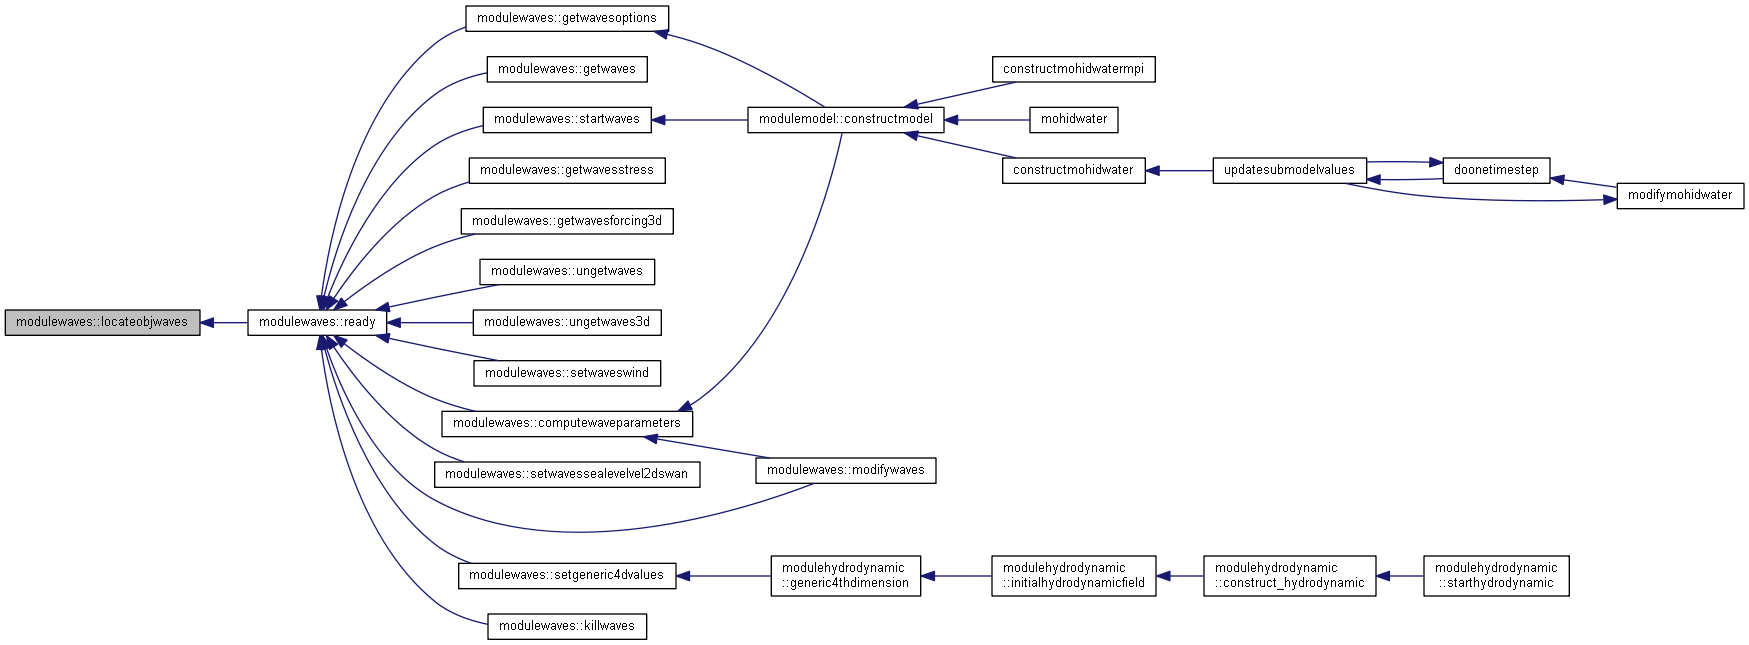 modulewaves::getwavesoptions
modulewaves::getwaves
constructmohidwatermpi
modulewaves::startwaves
modulemodel::constructmodel
mohidwater
modulewaves::getwavesstress
constructmohidwater
updatesubmodelvalues
doonetimestep
modifymohidwater
modulewaves::getwavesforcing3d
modulewaves::ungetwaves
modulewaves::locateobjwaves
modulewaves::ready
modulewaves::ungetwaves3d
modulewaves::setwaveswind
modulewaves::computewaveparameters
modulewaves::setwavessealevelvel2dswan
modulewaves::modifywaves
modulewaves::setgeneric4dvalues
modulehydrodynamic
::generic4thdimension
modulehydrodynamic
::initialhydrodynamicfield
modulehydrodynamic
::construct_hydrodynamic
modulehydrodynamic
::starthydrodynamic
modulewaves::killwaves